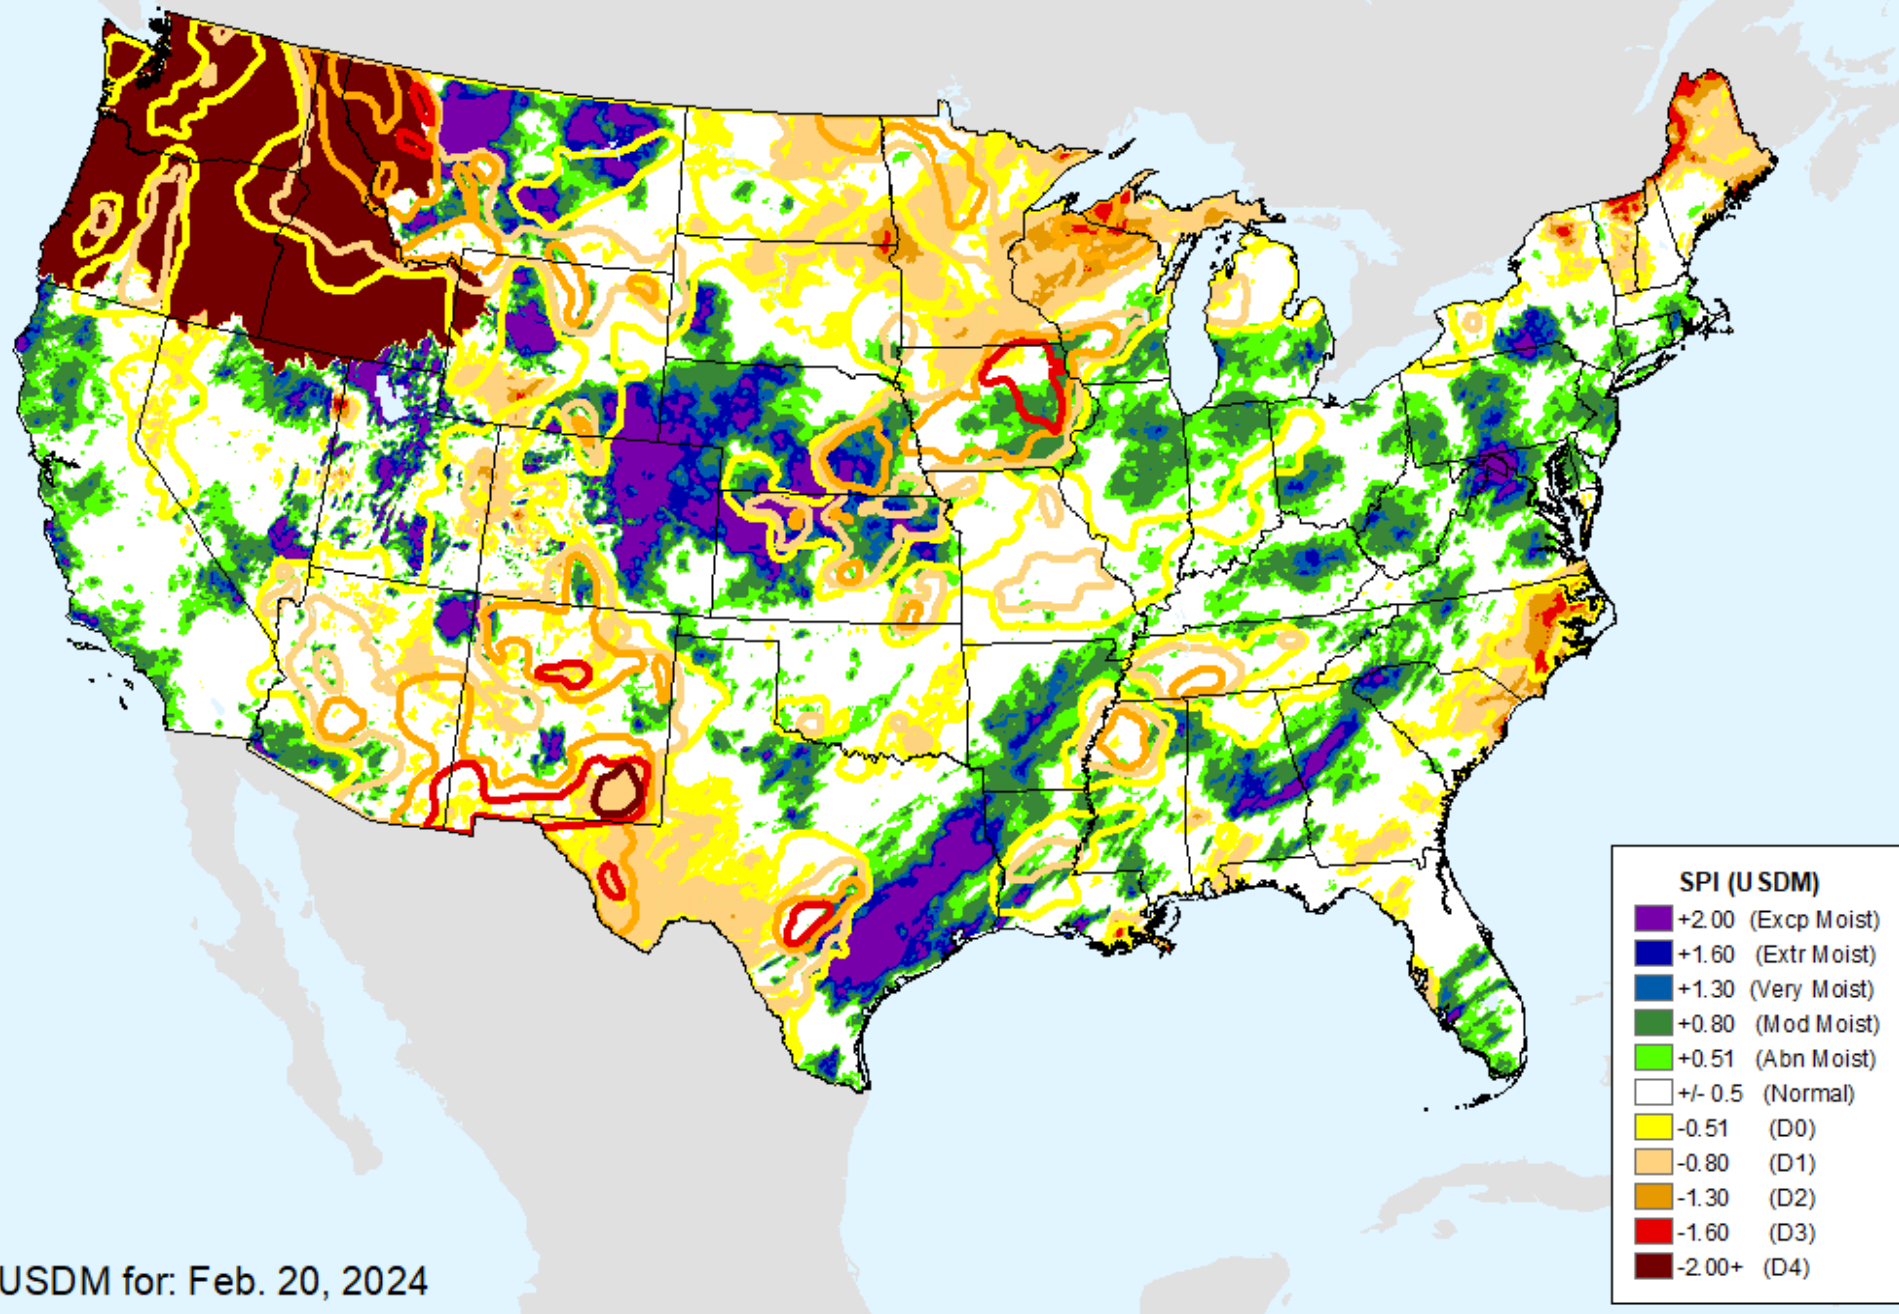 SPI (USDM)
+2.00 (Excp Moist)
+1.60 (Extr Moist)
+1.30 (Very Moist)
+0.80 (Mod Moist)
+0.51 (Abn Moist)
+/- 0.5 (Normal)
-0.51 (D0)
-0.80 (D1)
-1.30 (D2)
-1.60 (D3)
-2.00+ (D4)
USDM for: Feb. 20, 2024